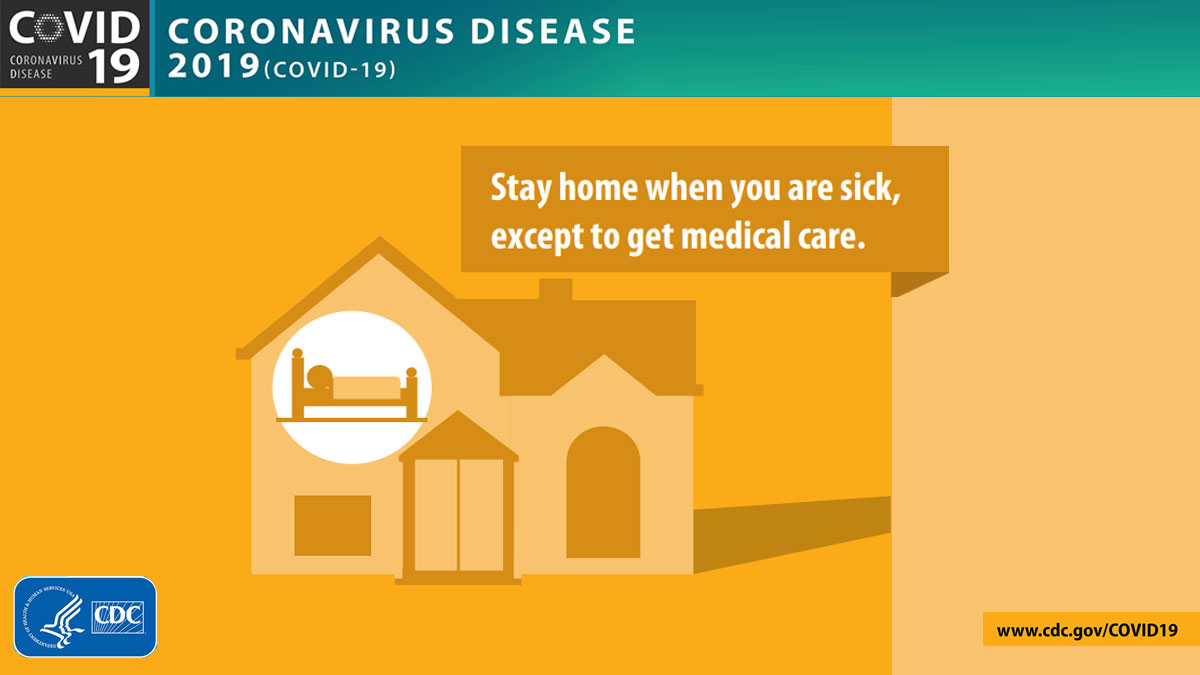 COVID
CORONAVIRUS
DISEASE
19
CORONAVIRUS DISEASE
2019 (COVID-19)
Stay home when you are sick,
except to get medical care.
DEPARTMENT OF HEALTH & HUMAN SERVICES·USA
CDC
www.cdc.gov/COVID19